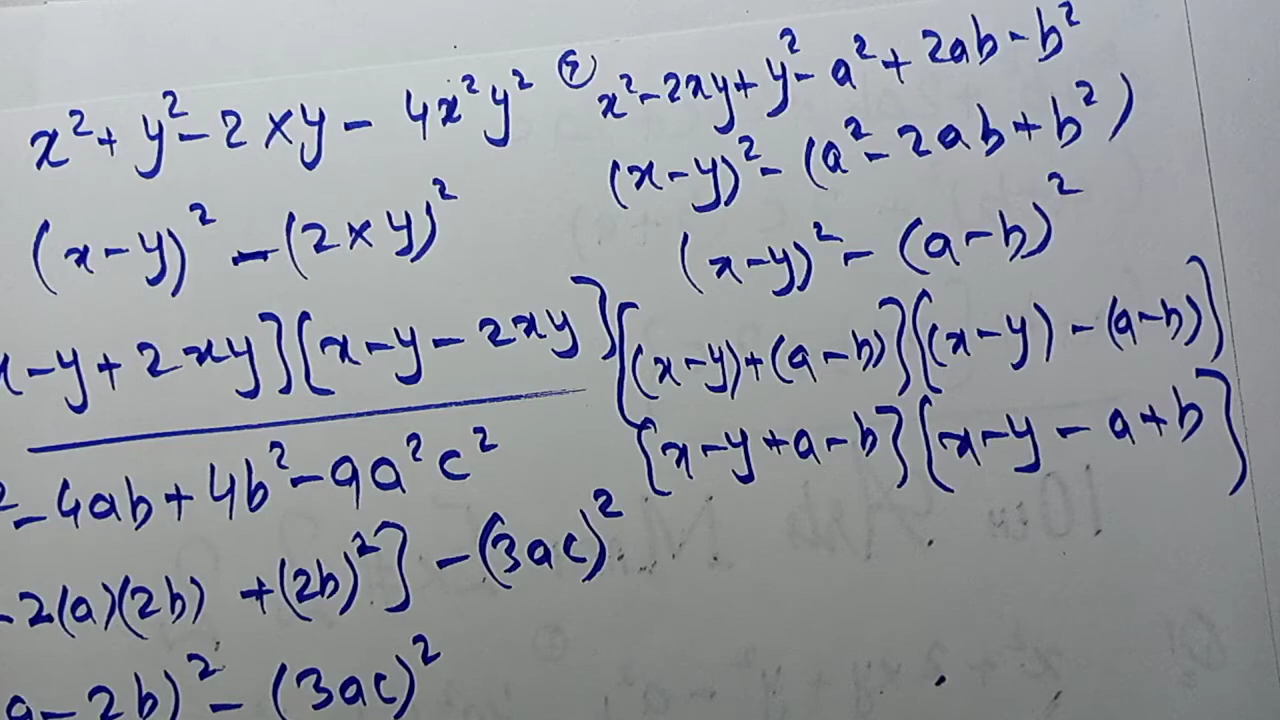 x² + y² - 2xy - 4x²y²
(x-y)² - (2xy)²
x-y+2xy][x-y-2xy]
² - 4ab + 4b² - 9a²c²
-2(a)(2b) + (2b)²] - (3ac)²
a-2b)² - (3ac)²
x² - 2xy + y² - a² + 2ab - b²
(x-y)² - (a² - 2ab + b²)
(x-y)² - (a-b)²
[(x-y)+(a-b)][(x-y)-(a-b)]
[x-y+a-b][x-y-a+b]